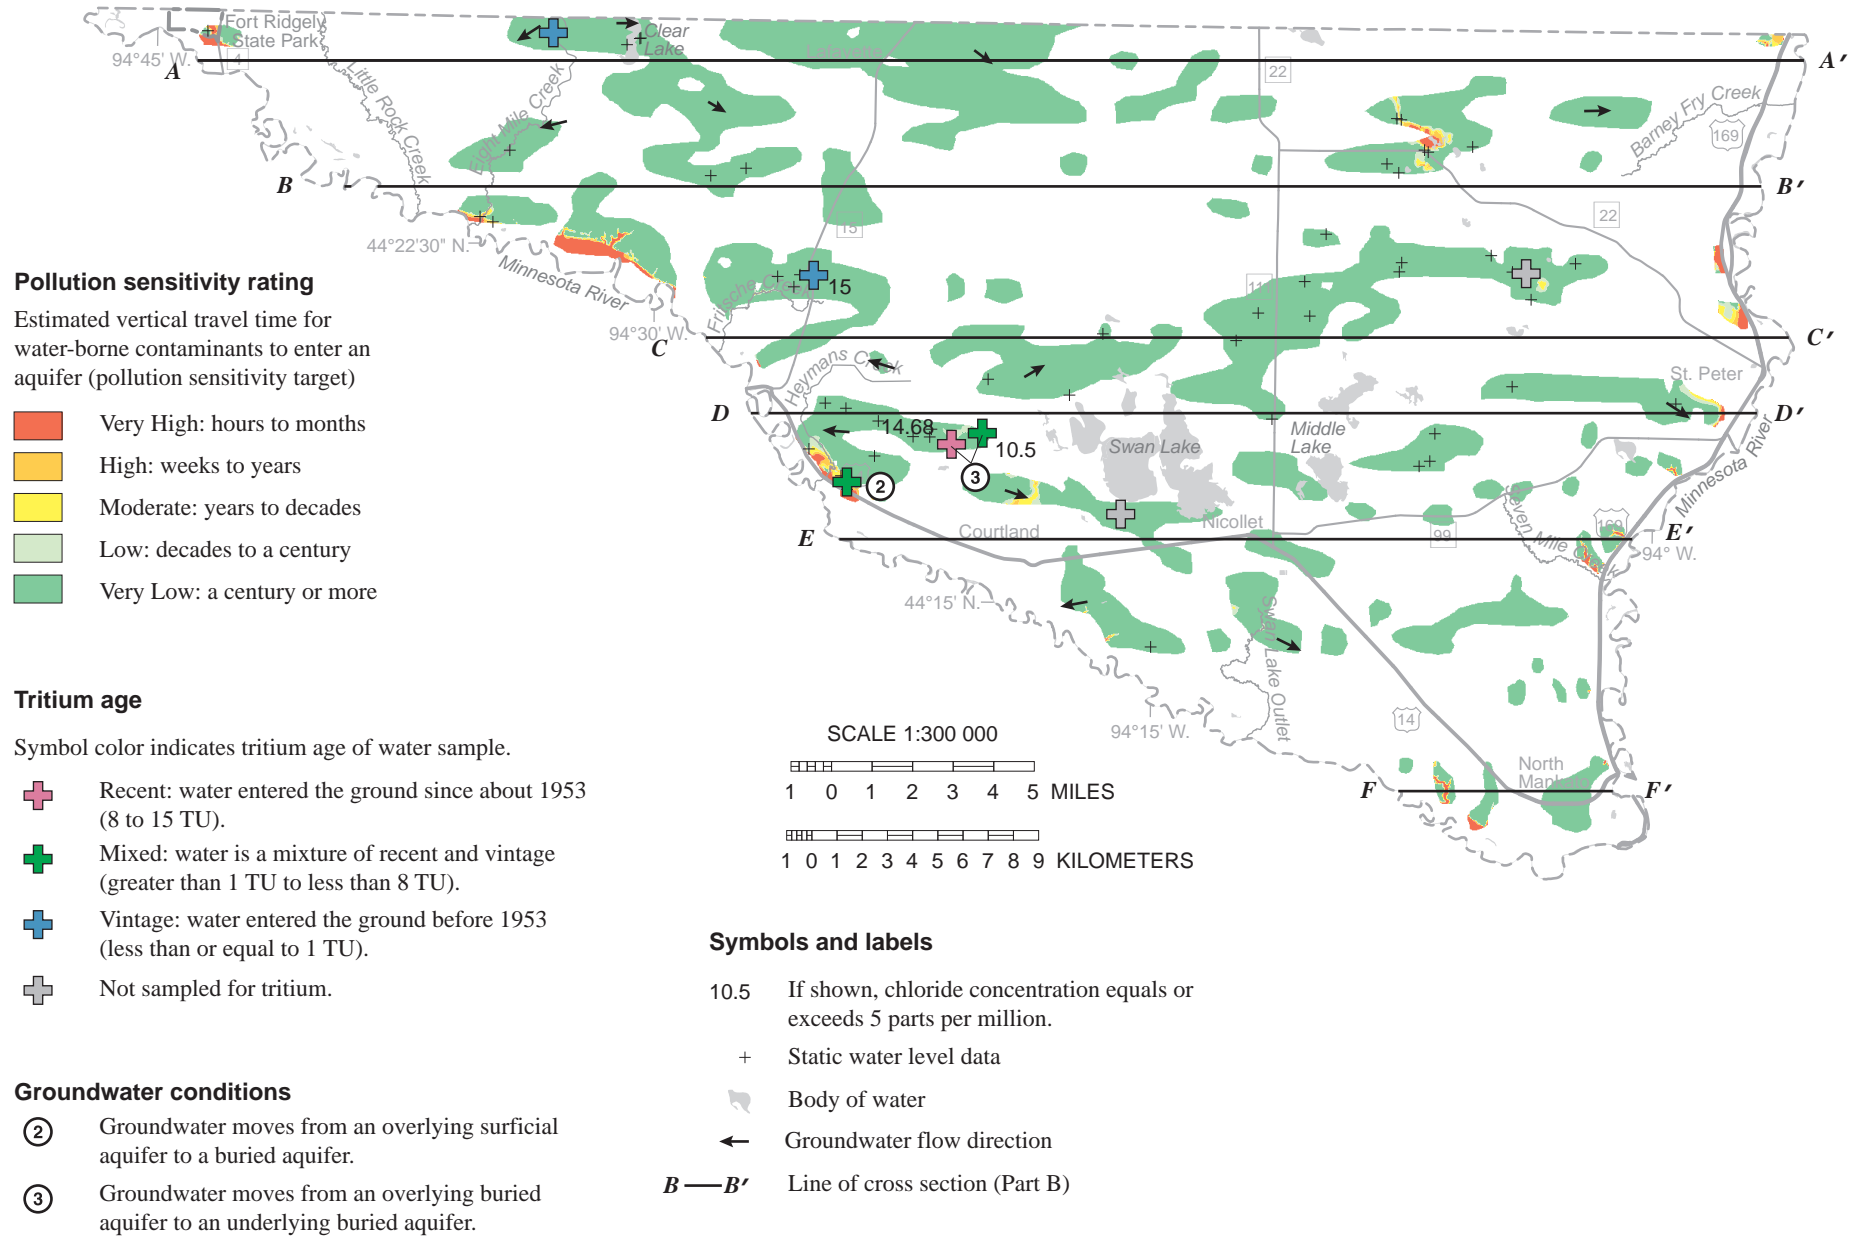 Fort Ridgely
State Park
94°45' W.
4
A
A'
Clear
Lake
Lafayette
22
Little Rock Creek
Eight Mile Creek
Barney Fry Creek
169
B
B'
15
22
44°22'30" N.
Minnesota River
Pollution sensitivity rating
Estimated vertical travel time for
water-borne contaminants to enter an
aquifer (pollution sensitivity target)
Very High: hours to months
High: weeks to years
Moderate: years to decades
Low: decades to a century
Very Low: a century or more
15
111
Fritsche Creek
94°30' W.
C
C'
Heymans Creek
St. Peter
D
D'
14.68
10.5
Swan Lake
Middle
Lake
3
2
Minnesota River
Courtland
Nicollet
99
Seven Mile Creek
169
E
E'
94° W.
44°15' N.
Swan Lake Outlet
94°15' W.
14
North
Mankato
F
F'
Tritium age
Symbol color indicates tritium age of water sample.
Recent: water entered the ground since about 1953
(8 to 15 TU).
Mixed: water is a mixture of recent and vintage
(greater than 1 TU to less than 8 TU).
Vintage: water entered the ground before 1953
(less than or equal to 1 TU).
Not sampled for tritium.
Groundwater conditions
2 Groundwater moves from an overlying surficial
aquifer to a buried aquifer.
3 Groundwater moves from an overlying buried
aquifer to an underlying buried aquifer.
SCALE 1:300 000
1 0 1 2 3 4 5 MILES
1 0 1 2 3 4 5 6 7 8 9 KILOMETERS
Symbols and labels
10.5 If shown, chloride concentration equals or
exceeds 5 parts per million.
+ Static water level data
Body of water
Groundwater flow direction
B B' Line of cross section (Part B)